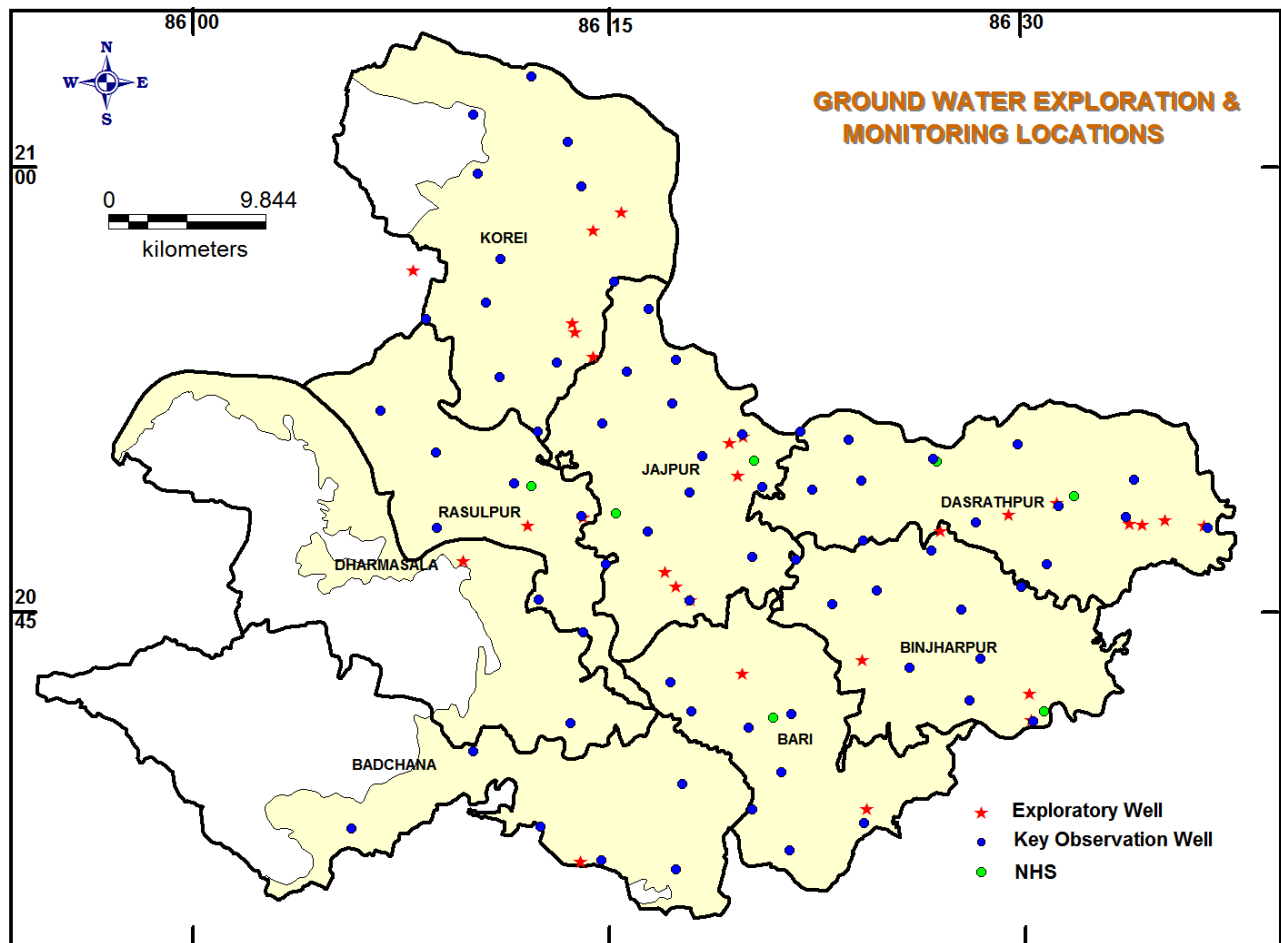 86 00
86 15
86 30
N
W E
S
GROUND WATER EXPLORATION &
MONITORING LOCATIONS
21
00
0 9.844
kilometers
KOREI
JAJPUR
DASRATHPUR
RASULPUR
DHARMASALA
20
45
BINJHARPUR
BARI
BADCHANA
Exploratory Well
Key Observation Well
NHS